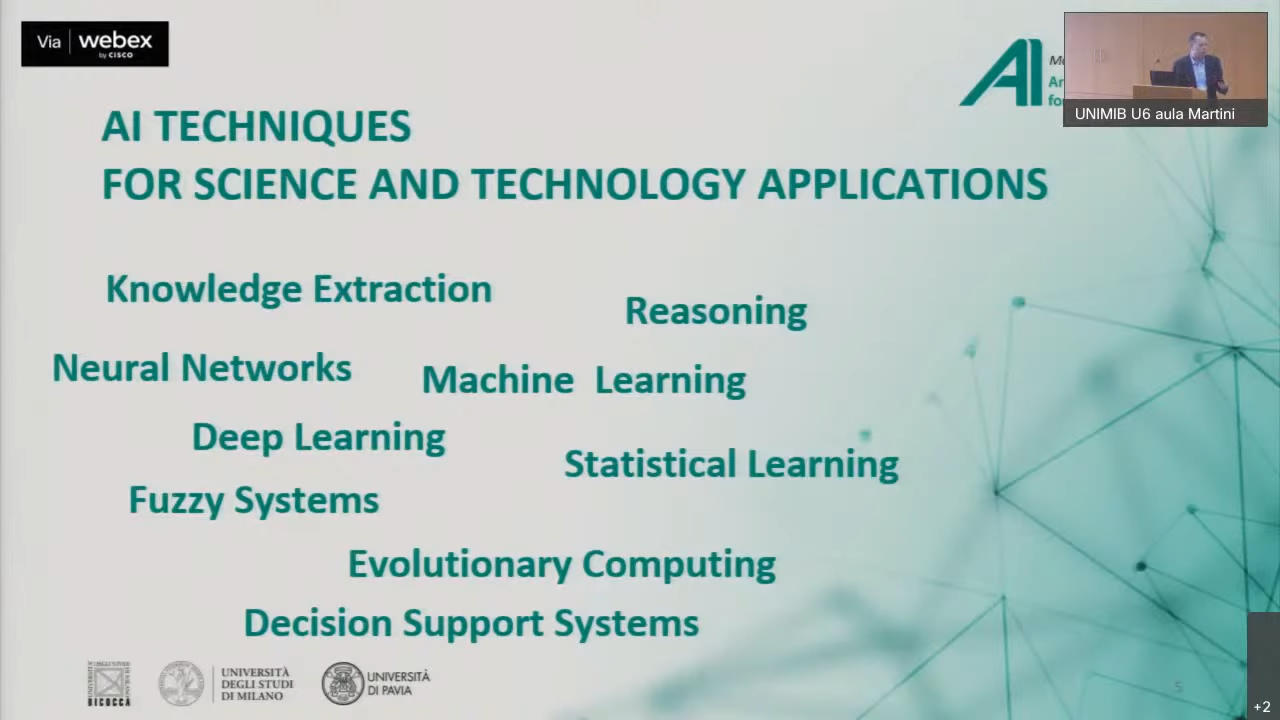 Via webex
by CISCO
AI
UNIMIB U6 aula Martini
AI TECHNIQUES
FOR SCIENCE AND TECHNOLOGY APPLICATIONS
Knowledge Extraction
Reasoning
Neural Networks
Machine Learning
Deep Learning
Statistical Learning
Fuzzy Systems
Evolutionary Computing
Decision Support Systems
BICOCCA
UNIVERSITÀ
DEGLI STUDI
DI MILANO
UNIVERSITÀ
DI PAVIA
5
+2